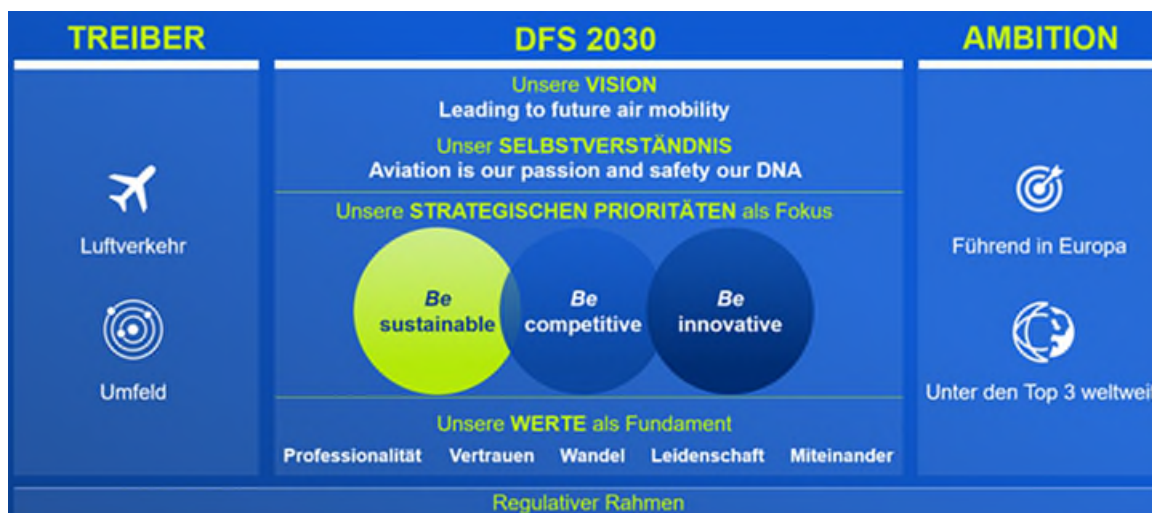 TREIBER
Luftverkehr
Umfeld
DFS 2030
Unsere VISION
Leading to future air mobility
Unser SELBSTVERSTÄNDNIS
Aviation is our passion and safety our DNA
Unsere STRATEGISCHEN PRIORITÄTEN als Fokus
Be
sustainable
Be
competitive
Be
innovative
Unsere WERTE als Fundament
Professionalität Vertrauen Wandel Leidenschaft Miteinander
AMBITION
Führend in Europa
Unter den Top 3 weltweit
Regulativer Rahmen